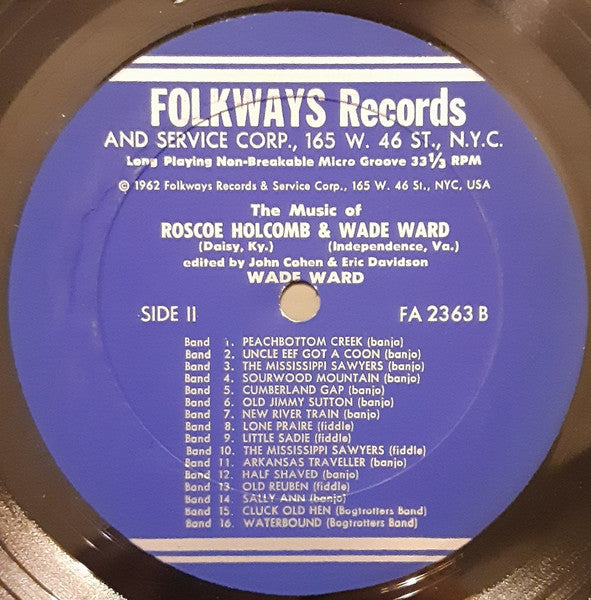 FOLKWAYS Records
AND SERVICE CORP., 165 W. 46 ST., N.Y.C.
Long Playing Non-Breakable Micro Groove 33 1/3 RPM
© 1962 Folkways Records & Service Corp., 165 W. 46 St., NYC, USA
The Music of
ROSCOE HOLCOMB & WADE WARD
(Daisy, Ky.) (Independence, Va.)
edited by John Cohen & Eric Davidson
WADE WARD
SIDE II FA 2363 B
Band 1. PEACHBOTTOM CREEK (banjo)
Band 2. UNCLE EEF GOT A COON (banjo)
Band 3. THE MISSISSIPPI SAWYERS (banjo)
Band 4. SOURWOOD MOUNTAIN (banjo)
Band 5. CUMBERLAND GAP (banjo)
Band 6. OLD JIMMY SUTTON (banjo)
Band 7. NEW RIVER TRAIN (banjo)
Band 8. LONE PRAIRE (fiddle)
Band 9. LITTLE SADIE (fiddle)
Band 10. THE MISSISSIPPI SAWYERS (fiddle)
Band 11. ARKANSAS TRAVELLER (banjo)
Band 12. HALF SHAVED (banjo)
Band 13. OLD REUBEN (fiddle)
Band 14. SALLY ANN (banjo)
Band 15. CLUCK OLD HEN (Bogtrotters Band)
Band 16. WATERBOUND (Bogtrotters Band)